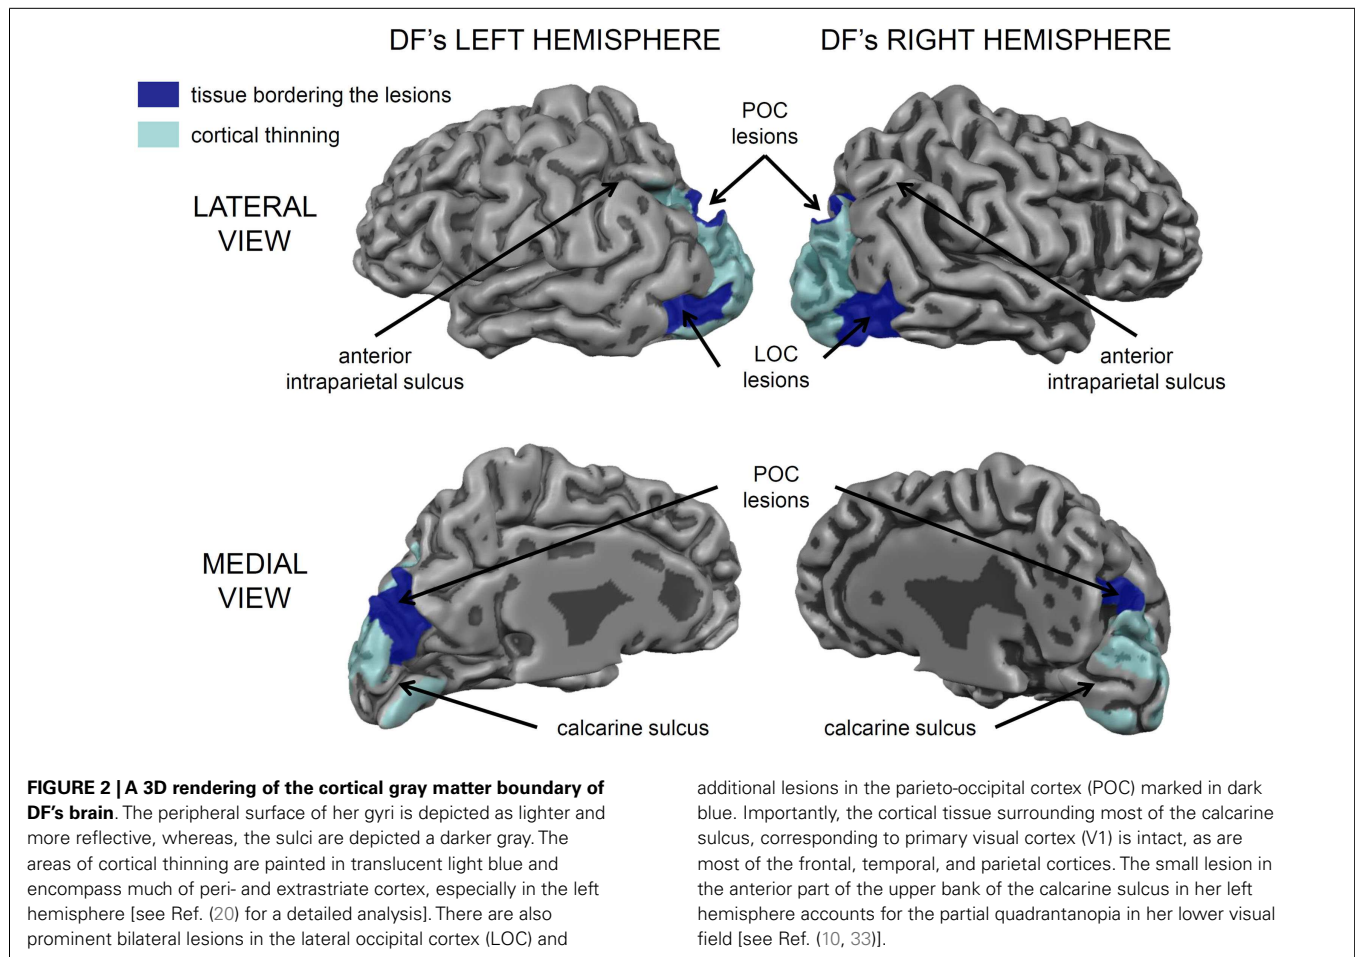 DF's LEFT HEMISPHERE
DF's RIGHT HEMISPHERE
tissue bordering the lesions
cortical thinning
POC
lesions
LATERAL
VIEW
anterior
intraparietal sulcus
LOC
lesions
anterior
intraparietal sulcus
POC
lesions
MEDIAL
VIEW
calcarine sulcus
calcarine sulcus
FIGURE 2 | A 3D rendering of the cortical gray matter boundary of
DF's brain. The peripheral surface of her gyri is depicted as lighter and
more reflective, whereas, the sulci are depicted a darker gray. The
areas of cortical thinning are painted in translucent light blue and
encompass much of peri- and extrastriate cortex, especially in the left
hemisphere [see Ref. (20) for a detailed analysis]. There are also
prominent bilateral lesions in the lateral occipital cortex (LOC) and
additional lesions in the parieto-occipital cortex (POC) marked in dark
blue. Importantly, the cortical tissue surrounding most of the calcarine
sulcus, corresponding to primary visual cortex (V1) is intact, as are
most of the frontal, temporal, and parietal cortices. The small lesion in
the anterior part of the upper bank of the calcarine sulcus in her left
hemisphere accounts for the partial quadrantanopia in her lower visual
field [see Ref. (10, 33)].